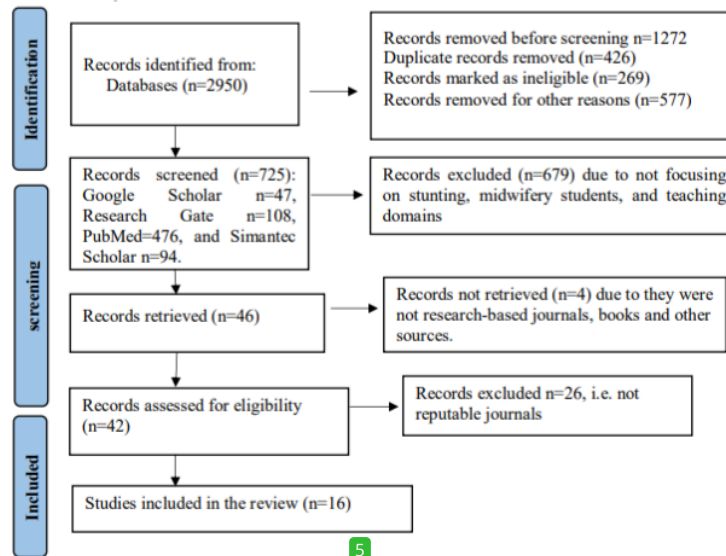 Identification
Records identified from:
Databases (n=2950)
Records removed before screening n=1272
Duplicate records removed (n=426)
Records marked as ineligible (n=269)
Records removed for other reasons (n=577)
screening
Records screened (n=725):
Google Scholar n=47,
Research Gate n=108,
PubMed=476, and Simantec
Scholar n=94.
Records excluded (n=679) due to not focusing
on stunting, midwifery students, and teaching
domains
Records retrieved (n=46)
Records not retrieved (n=4) due to they were
not research-based journals, books and other
sources.
Records assessed for eligibility
(n=42)
Records excluded n=26, i.e. not
reputable journals
Included
Studies included in the review (n=16)
5